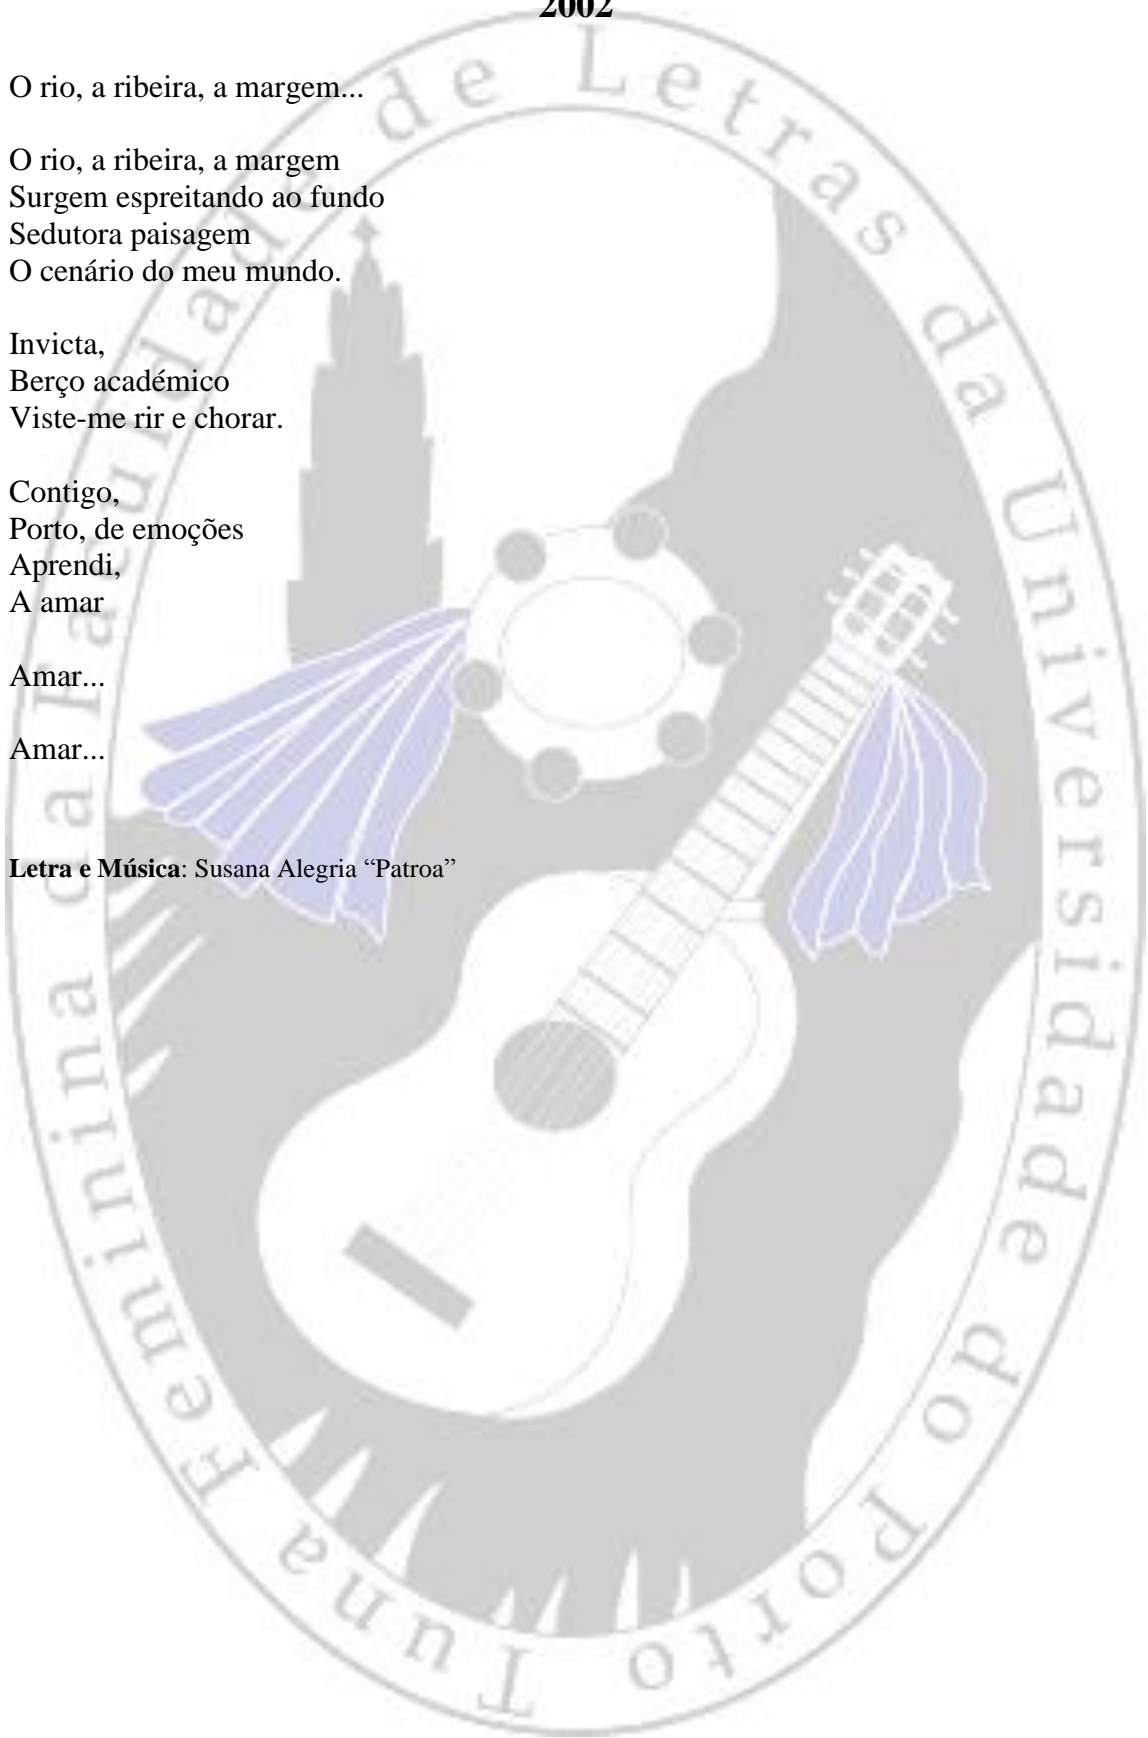 2002
O rio, a ribeira, a margem...
O rio, a ribeira, a margem
Surgem espreitando ao fundo
Sedutora paisagem
O cenário do meu mundo.
Invicta,
Berço académico
Viste-me rir e chorar.
Contigo,
Porto, de emoções
Aprendi,
A amar
Amar...
Amar...
Letra e Música: Susana Alegria “Patroa”
Tuna Feminina da Faculdade de Letras da Universidade do Porto